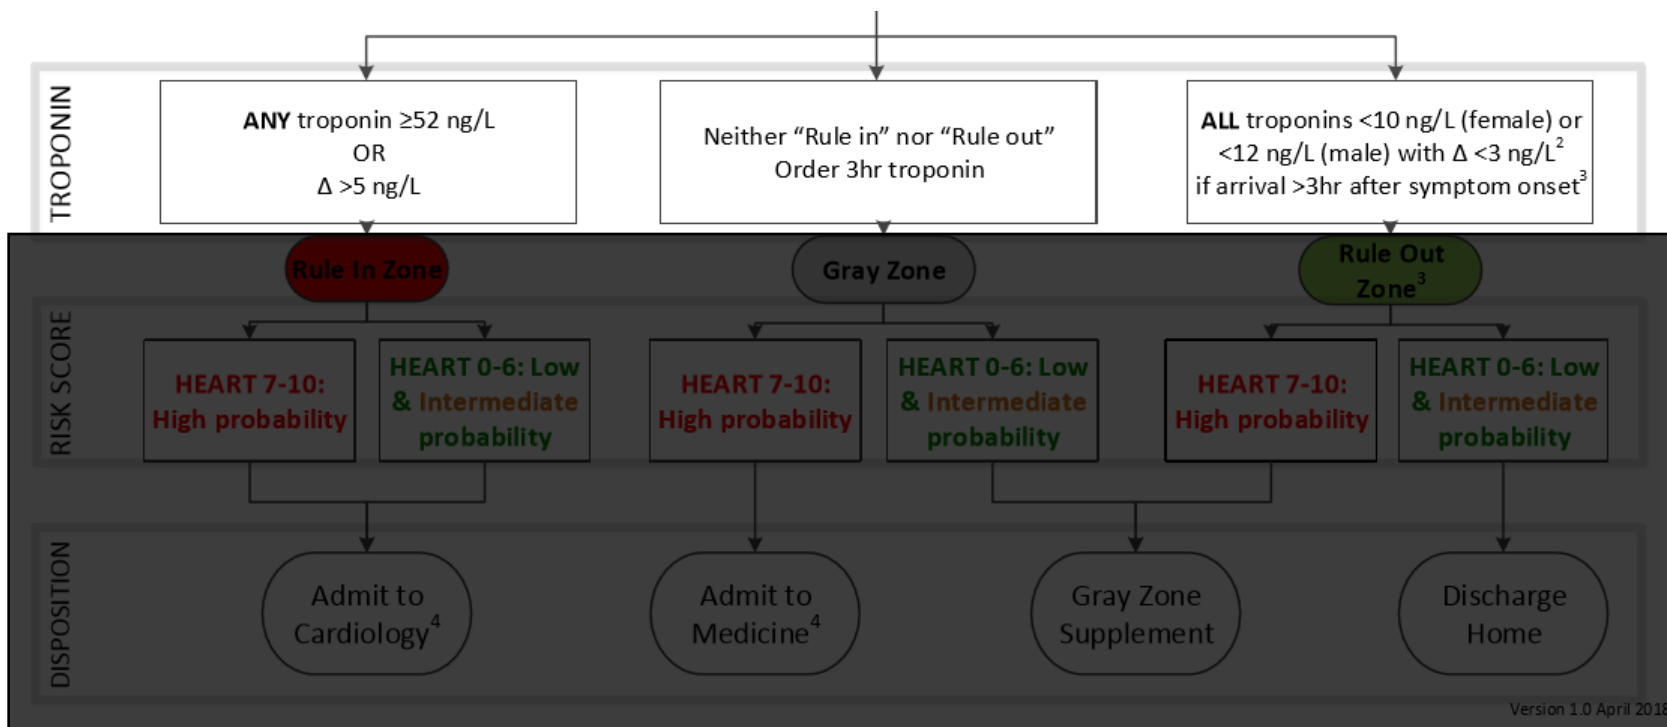 TROPONIN
ANY troponin ≥52 ng/L
OR
Δ >5 ng/L
Neither “Rule in” nor “Rule out”
Order 3hr troponin
ALL troponins <10 ng/L (female) or
<12 ng/L (male) with Δ <3 ng/L²
if arrival >3hr after symptom onset³
Rule In Zone
Gray Zone
Rule Out
Zone³
RISK SCORE
HEART 7-10:
High probability
HEART 0-6: Low
& Intermediate
probability
HEART 7-10:
High probability
HEART 0-6: Low
& Intermediate
probability
HEART 7-10:
High probability
HEART 0-6: Low
& Intermediate
probability
DISPOSITION
Admit to
Cardiology⁴
Admit to
Medicine⁴
Gray Zone
Supplement
Discharge
Home
Version 1.0 April 2018